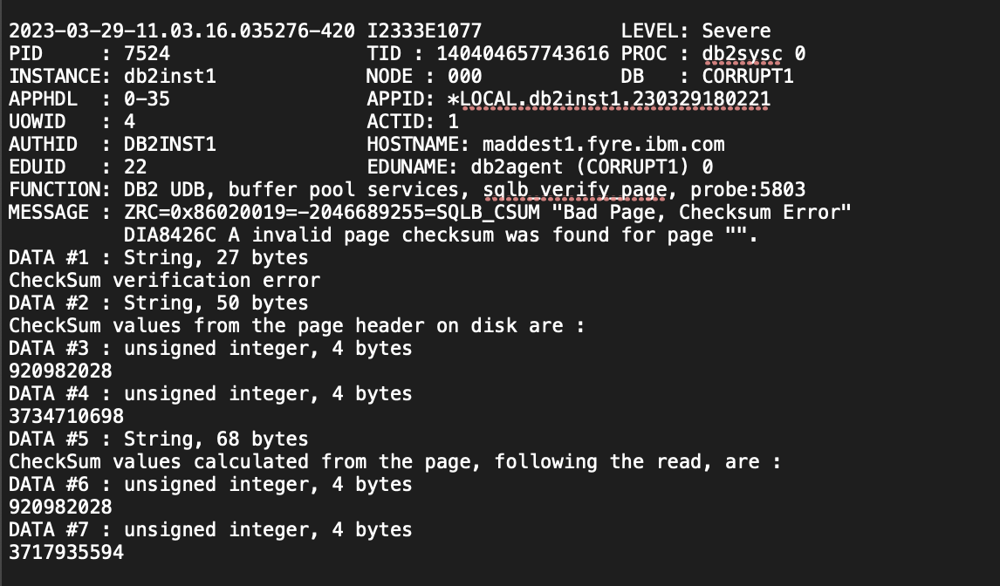 2023-03-29-11.03.16.035276-420 I2333E1077            LEVEL: Severe
PID     : 7524                 TID : 140404657743616 PROC : db2sysc 0
INSTANCE: db2inst1             NODE : 000            DB   : CORRUPT1
APPHDL  : 0-35                 APPID: *LOCAL.db2inst1.230329180221
UOWID   : 4                    ACTID: 1
AUTHID  : DB2INST1             HOSTNAME: maddest1.fyre.ibm.com
EDUID   : 22                   EDUNAME: db2agent (CORRUPT1) 0
FUNCTION: DB2 UDB, buffer pool services, sqlb_verify_page, probe:5803
MESSAGE : ZRC=0x86020019=-2046689255=SQLB_CSUM "Bad Page, Checksum Error"
          DIA8426C A invalid page checksum was found for page "".
DATA #1 : String, 27 bytes
CheckSum verification error
DATA #2 : String, 50 bytes
CheckSum values from the page header on disk are :
DATA #3 : unsigned integer, 4 bytes
920982028
DATA #4 : unsigned integer, 4 bytes
3734710698
DATA #5 : String, 68 bytes
CheckSum values calculated from the page, following the read, are :
DATA #6 : unsigned integer, 4 bytes
920982028
DATA #7 : unsigned integer, 4 bytes
3717935594